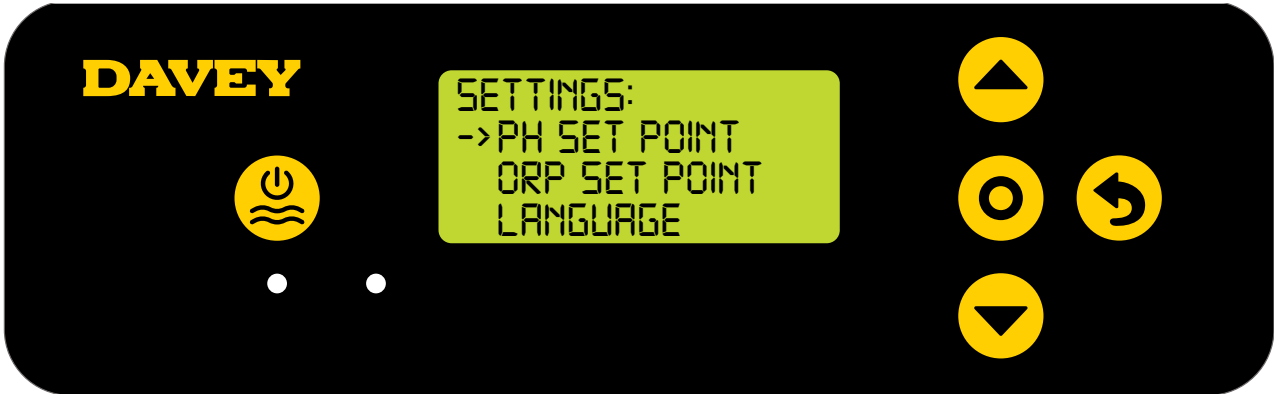 DAVEY
SETTINGS:
->PH SET POINT
ORP SET POINT
LANGUAGE